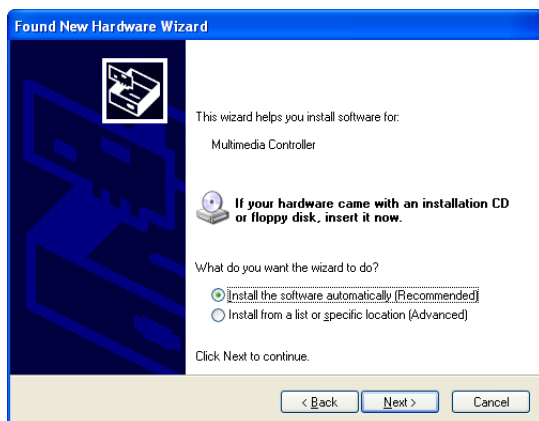 Found New Hardware Wizard
This wizard helps you install software for:
Multimedia Controller
If your hardware came with an installation CD
or floppy disk, insert it now.
What do you want the wizard to do?
Install the software automatically (Recommended)
Install from a list or specific location (Advanced)
Click Next to continue.
< Back Next > Cancel